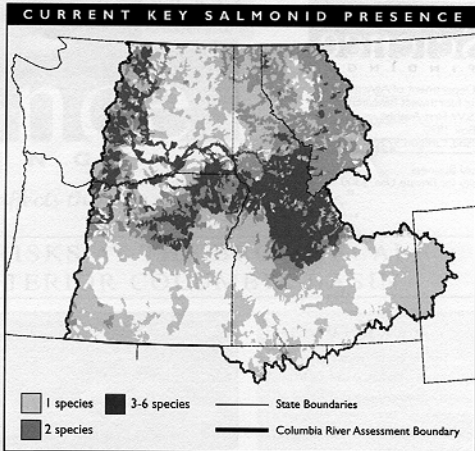 CURRENT KEY SALMONID PRESENCE
1 species
3-6 species
State Boundaries
2 species
Columbia River Assessment Boundary